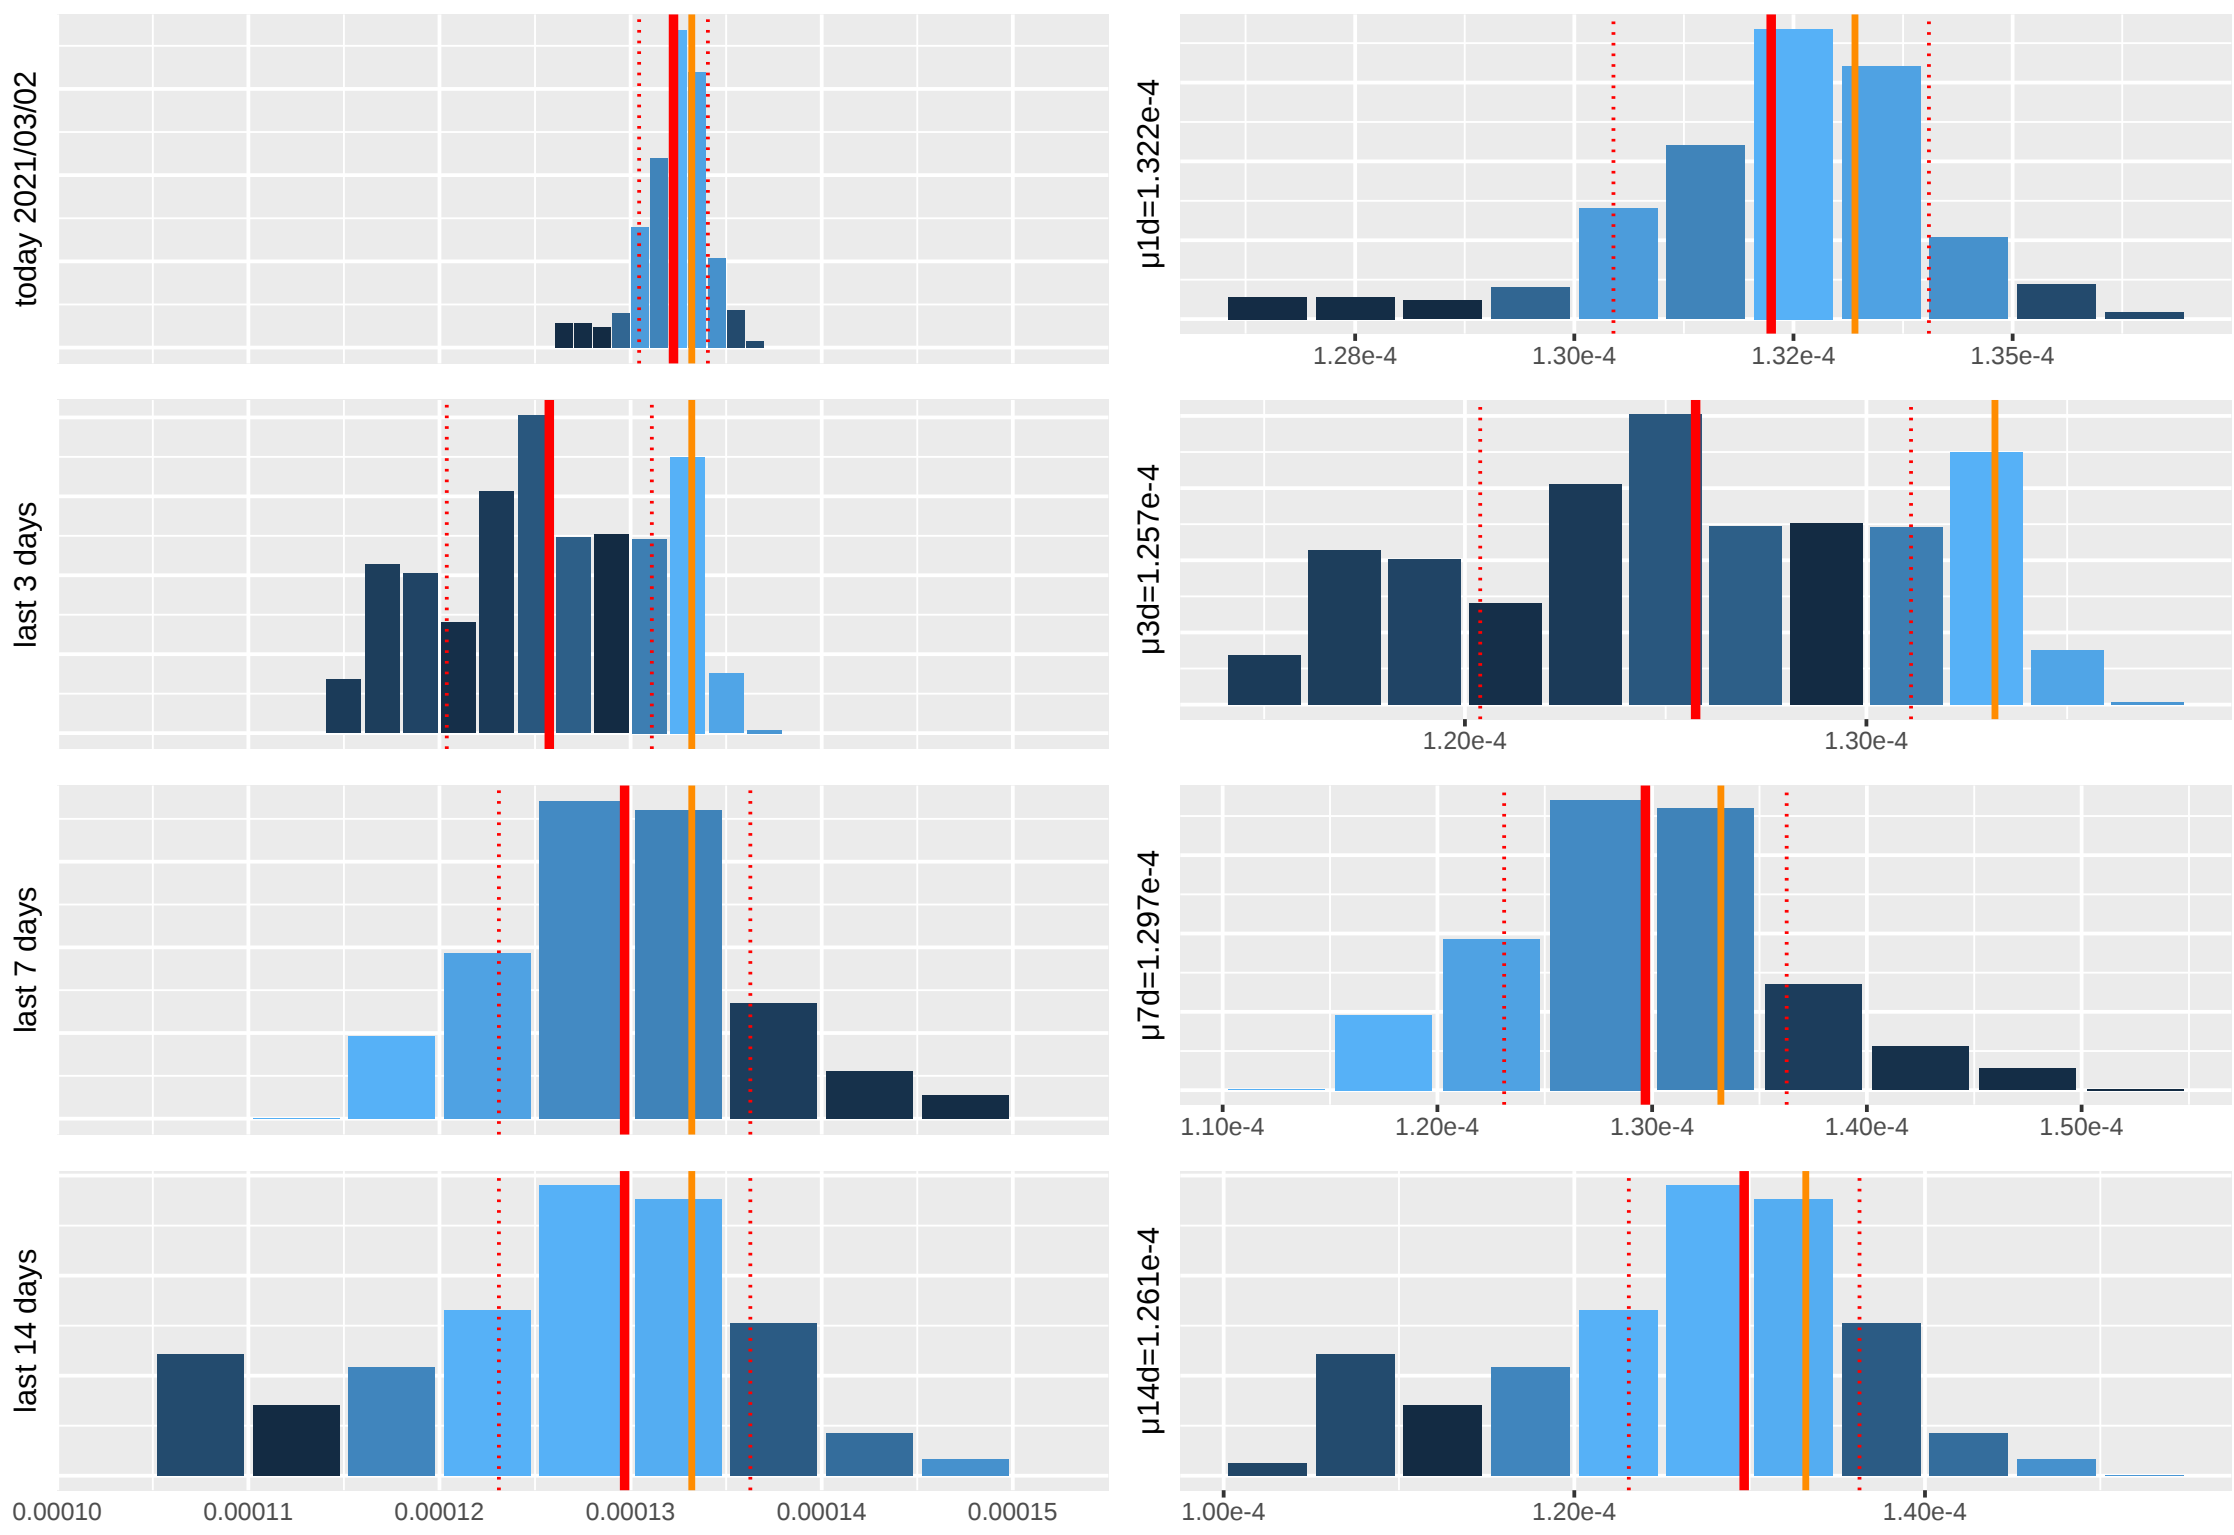 today 2021/03/02
µ1d=1.322e-4
1.28e-4 1.30e-4 1.32e-4 1.35e-4
last 3 days
µ3d=1.257e-4
1.20e-4 1.30e-4
last 7 days
µ7d=1.297e-4
1.10e-4 1.20e-4 1.30e-4 1.40e-4 1.50e-4
last 14 days
µ14d=1.261e-4
0.00010 0.00011 0.00012 0.00013 0.00014 0.00015
1.00e-4 1.20e-4 1.40e-4